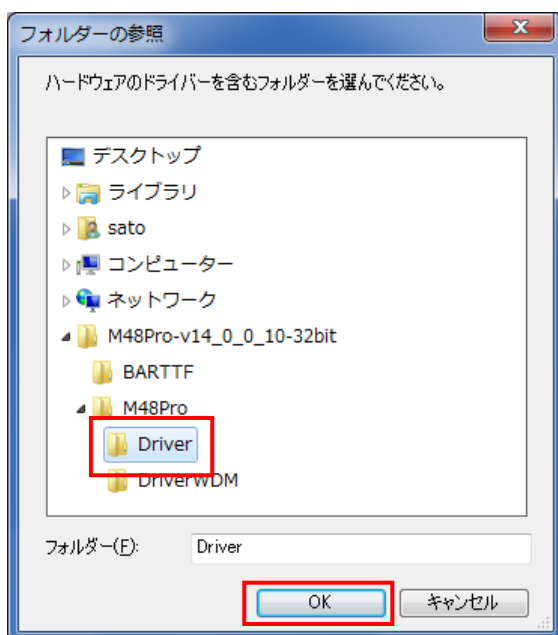 フォルダーの参照
ハードウェアのドライバーを含むフォルダーを選んでください。
デスクトップ
ライブラリ
sato
コンピューター
ネットワーク
M48Pro-v14_0_0_10-32bit
BARTTF
M48Pro
Driver
DriverWDM
フォルダー(F): Driver
OK キャンセル